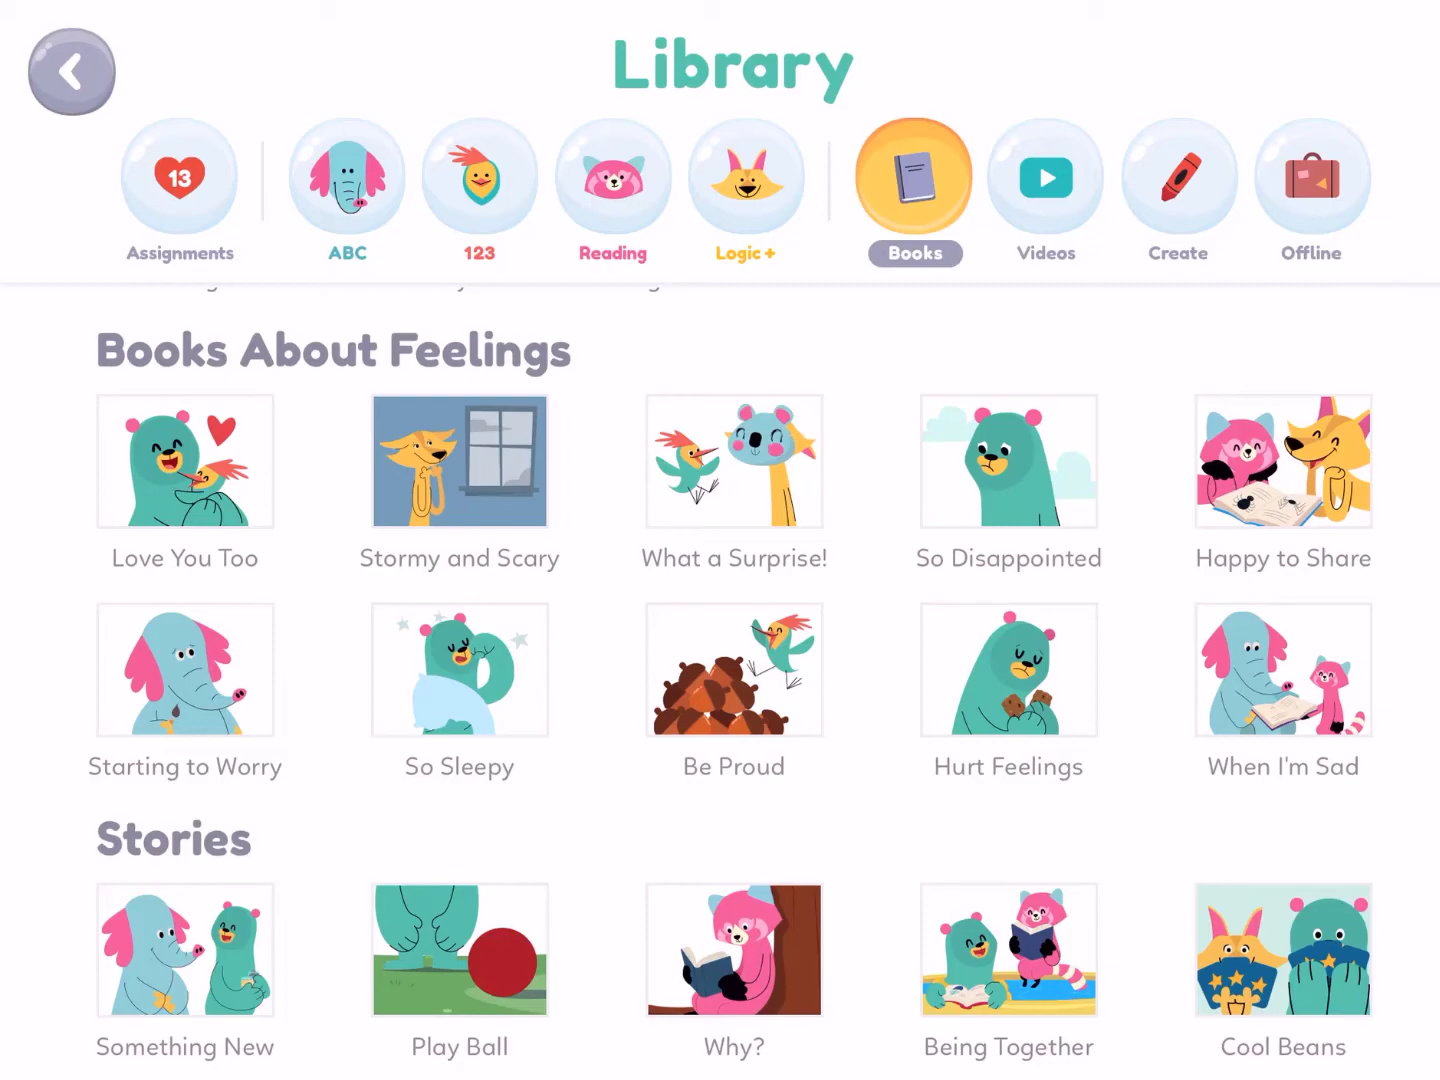 Library
13
Assignments
ABC
123
Reading
Logic+
Books
Videos
Create
Offline
Books About Feelings
Love You Too
Stormy and Scary
What a Surprise!
So Disappointed
Happy to Share
Starting to Worry
So Sleepy
Be Proud
Hurt Feelings
When I'm Sad
Stories
Something New
Play Ball
Why?
Being Together
Cool Beans